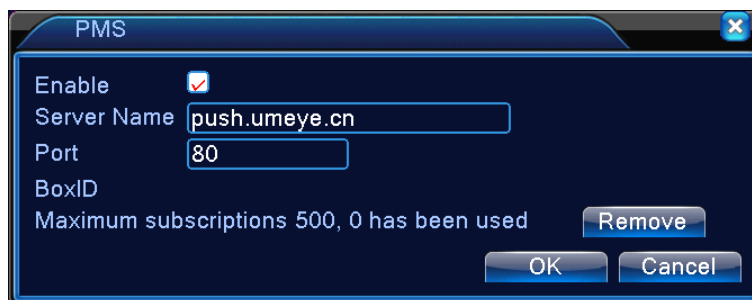 PMS
Enable
Server Name push.umeye.cn
Port 80
BoxID
Maximum subscriptions 500, 0 has been used Remove
OK Cancel